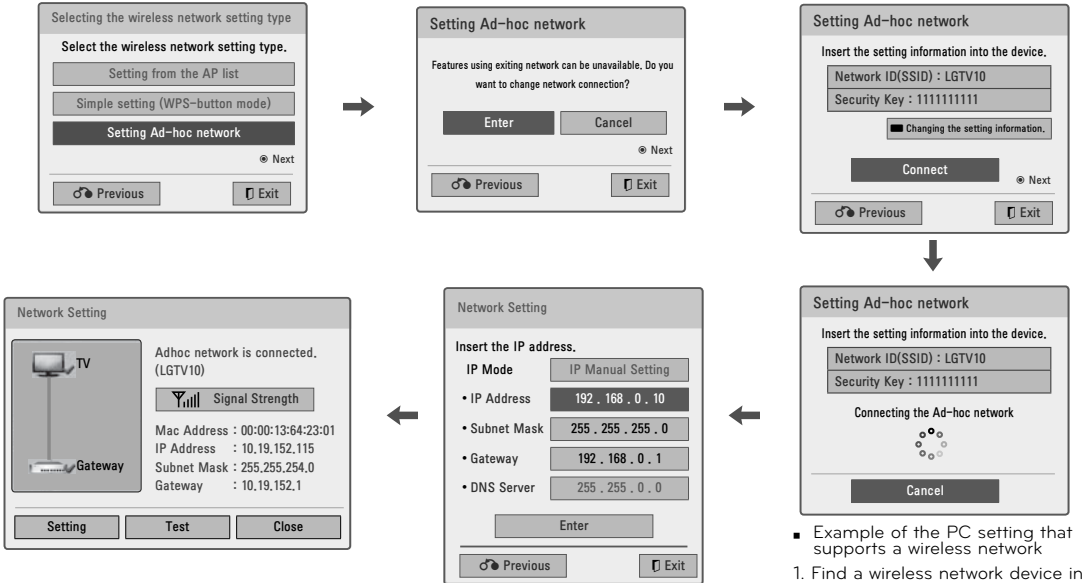 Selecting the wireless network setting type
Select the wireless network setting type.
Setting from the AP list
Simple setting (WPS-button mode)
Setting Ad-hoc network
Next
Previous
Exit
Setting Ad-hoc network
Features using exiting network can be unavailable. Do you
want to change network connection?
Enter Cancel
Next
Previous
Exit
Setting Ad-hoc network
Insert the setting information into the device.
Network ID(SSID) : LGTV10
Security Key : 1111111111
Changing the setting information.
Connect
Next
Previous
Exit
Setting Ad-hoc network
Insert the setting information into the device.
Network ID(SSID) : LGTV10
Security Key : 1111111111
Connecting the Ad-hoc network
Cancel
Network Setting
Insert the IP address.
IP Mode IP Manual Setting
• IP Address 192 . 168 . 0 . 10
• Subnet Mask 255 . 255 . 255 . 0
• Gateway 192 . 168 . 0 . 1
• DNS Server 255 . 255 . 0 . 0
Enter
Previous
Exit
Network Setting
TV
Gateway
Adhoc network is connected.
(LGTV10)
Signal Strength
Mac Address : 00:00:13:64:23:01
IP Address : 10.19.152.115
Subnet Mask : 255.255.254.0
Gateway : 10.19.152.1
Setting Test Close
▪ Example of the PC setting that
supports a wireless network
1. Find a wireless network device in